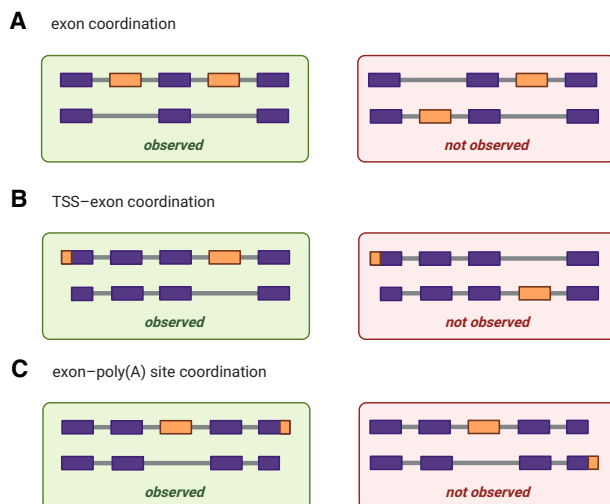 A exon coordination
observed not observed
B TSS–exon coordination
observed not observed
C exon–poly(A) site coordination
observed not observed